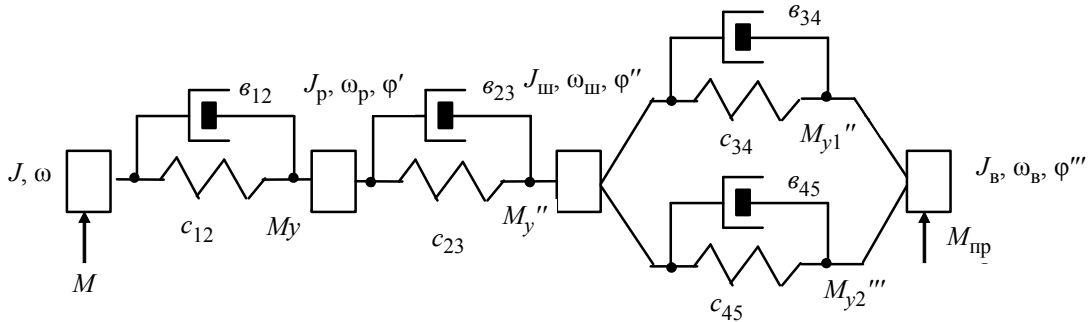 в₃₄
J_р, ω_р, φ′
в₂₃
J_ш, ω_ш, φ″
в₁₂
c₃₄
M_y1″
J, ω
J_в, ω_в, φ‴
в₄₅
c₁₂
My
c₂₃
M_y″
M
M_пр
c₄₅
M_y2‴